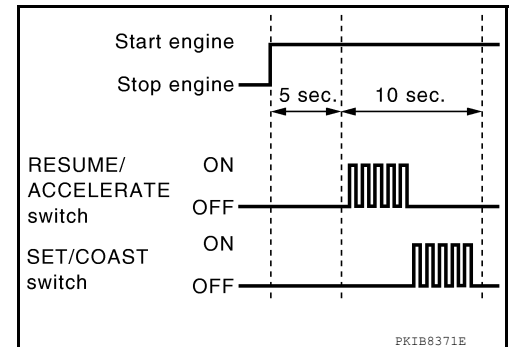 Start engine
Stop engine
5 sec.
10 sec.
RESUME/
ACCELERATE
switch
ON
OFF
SET/COAST
switch
ON
OFF
PKIB8371E